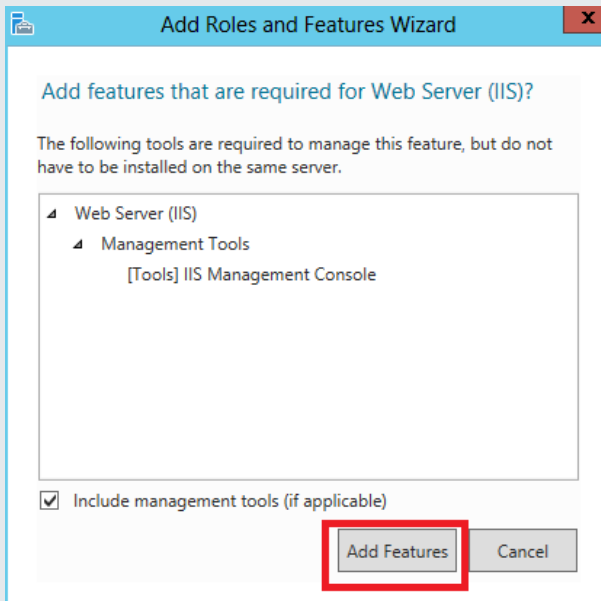 Add Roles and Features Wizard
x
Add features that are required for Web Server (IIS)?
The following tools are required to manage this feature, but do not
have to be installed on the same server.
Web Server (IIS)
Management Tools
[Tools] IIS Management Console
Include management tools (if applicable)
Add Features Cancel